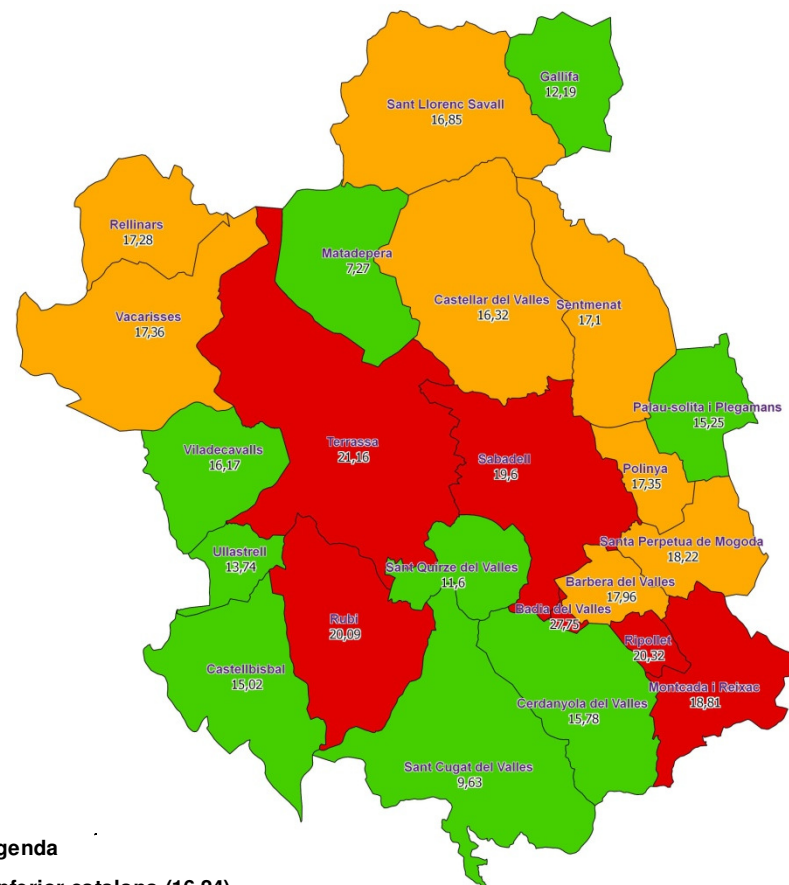 Gallifa
12,19
Sant Llorenc Savall
16,85
Rellinars
17,28
Matadepera
7,27
Castellar del Valles
16,32
Sentmenat
17,1
Vacarisses
17,36
Palau-solita i Plegamans
15,25
Viladecavalls
16,17
Terrassa
21,16
Sabadell
19,6
Polinya
17,35
Santa Perpetua de Mogoda
18,22
Ullastrell
13,74
Sant Quirze del Valles
11,6
Barbera del Valles
17,96
Badia del Valles
27,75
Rubi
20,09
Ripollet
20,32
Castellbisbal
15,02
Montcada i Reixac
18,81
Cerdanyola del Valles
15,78
Sant Cugat del Valles
9,63
genda